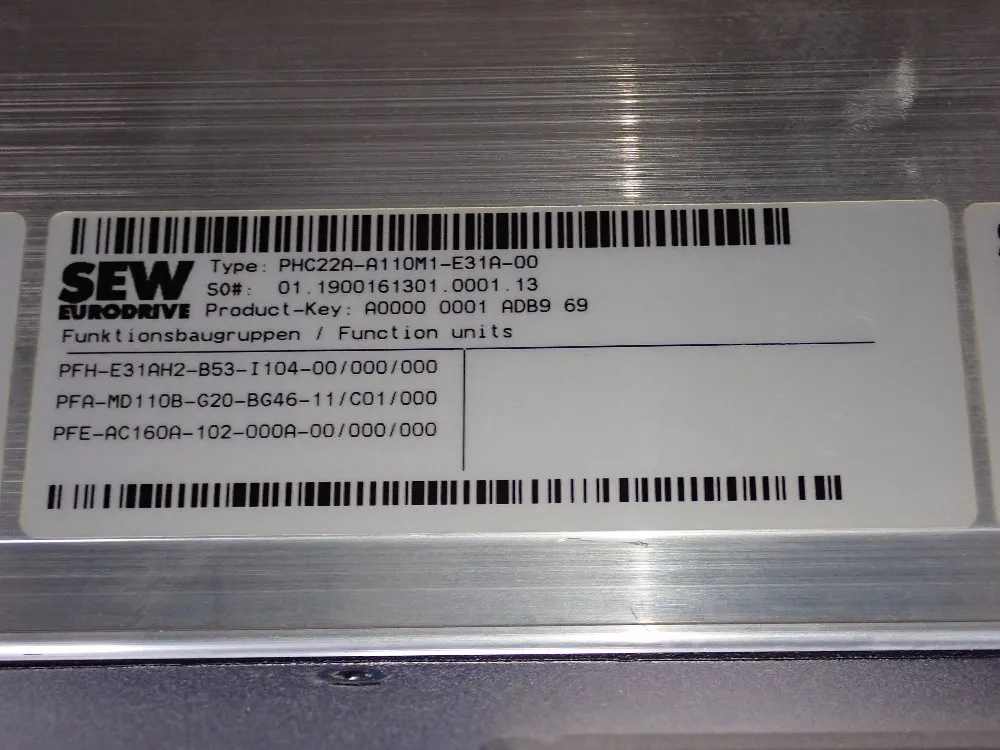 SEW
EURODRIVE
Type: PHC22A-A110M1-E31A-00
SO#: 01.1900161301.0001.13
Product-Key: A0000 0001 ADB9 69
Funktionsbaugruppen / Function units
PFH-E31AH2-B53-I104-00/000/000
PFA-MD110B-G20-BG46-11/C01/000
PFE-AC160A-102-000A-00/000/000